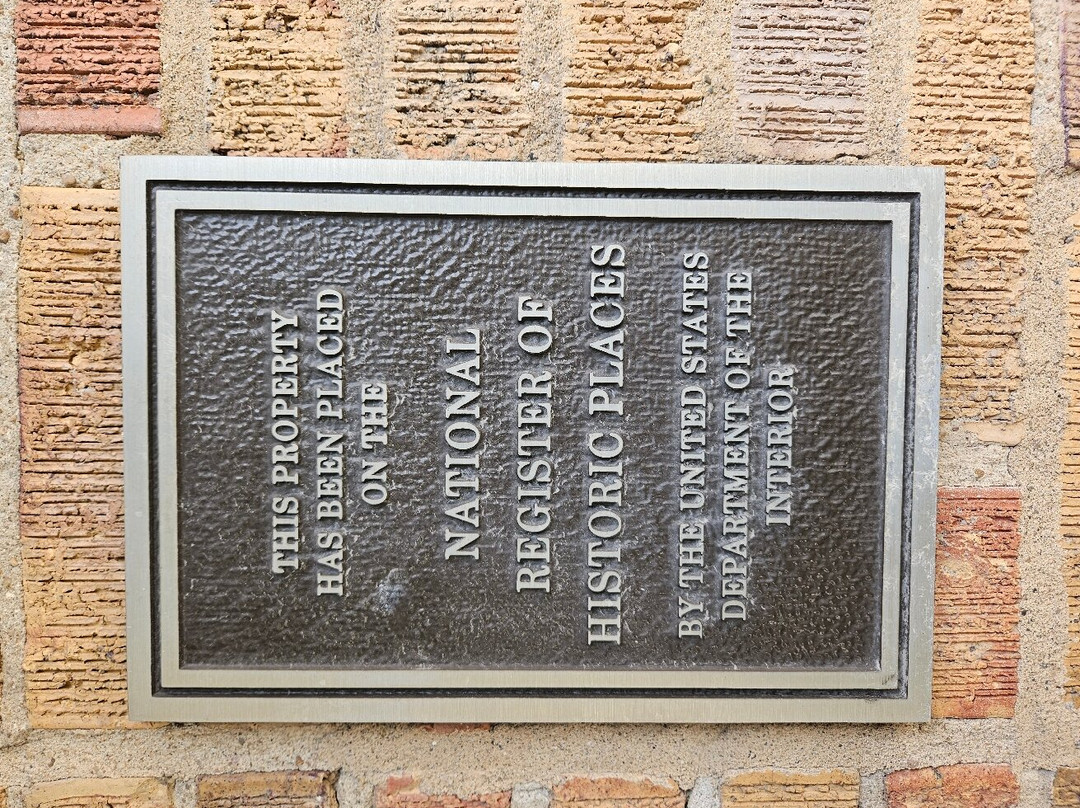 THIS PROPERTY
HAS BEEN PLACED
ON THE
NATIONAL
REGISTER OF
HISTORIC PLACES
BY THE UNITED STATES
DEPARTMENT OF THE
INTERIOR